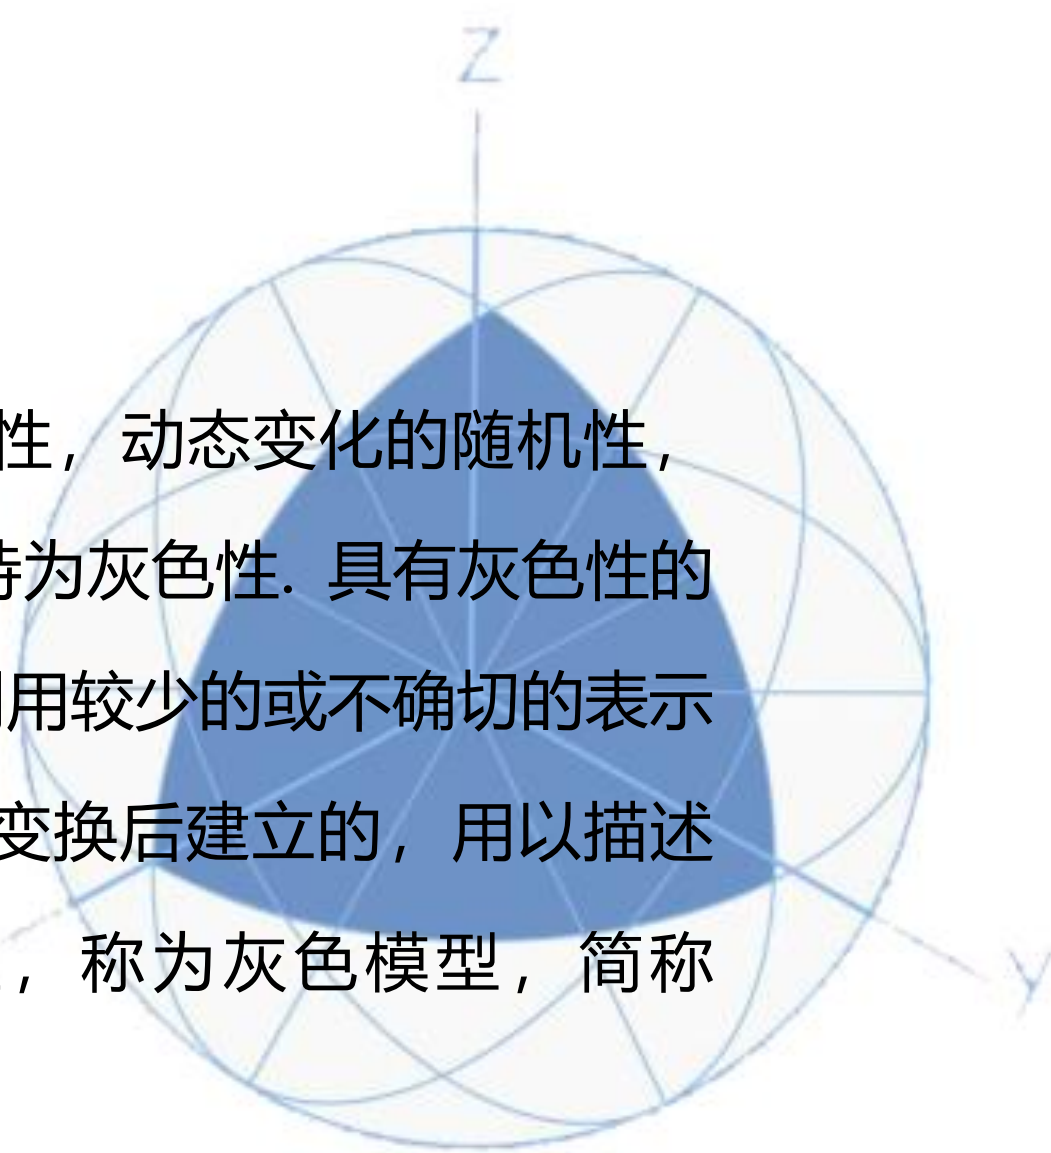 Z
性，动态变化的随机性，
为灰色性. 具有灰色性的
用较少的或不确切的表示
变换后建立的，用以描述
，称为灰色模型，简称
y